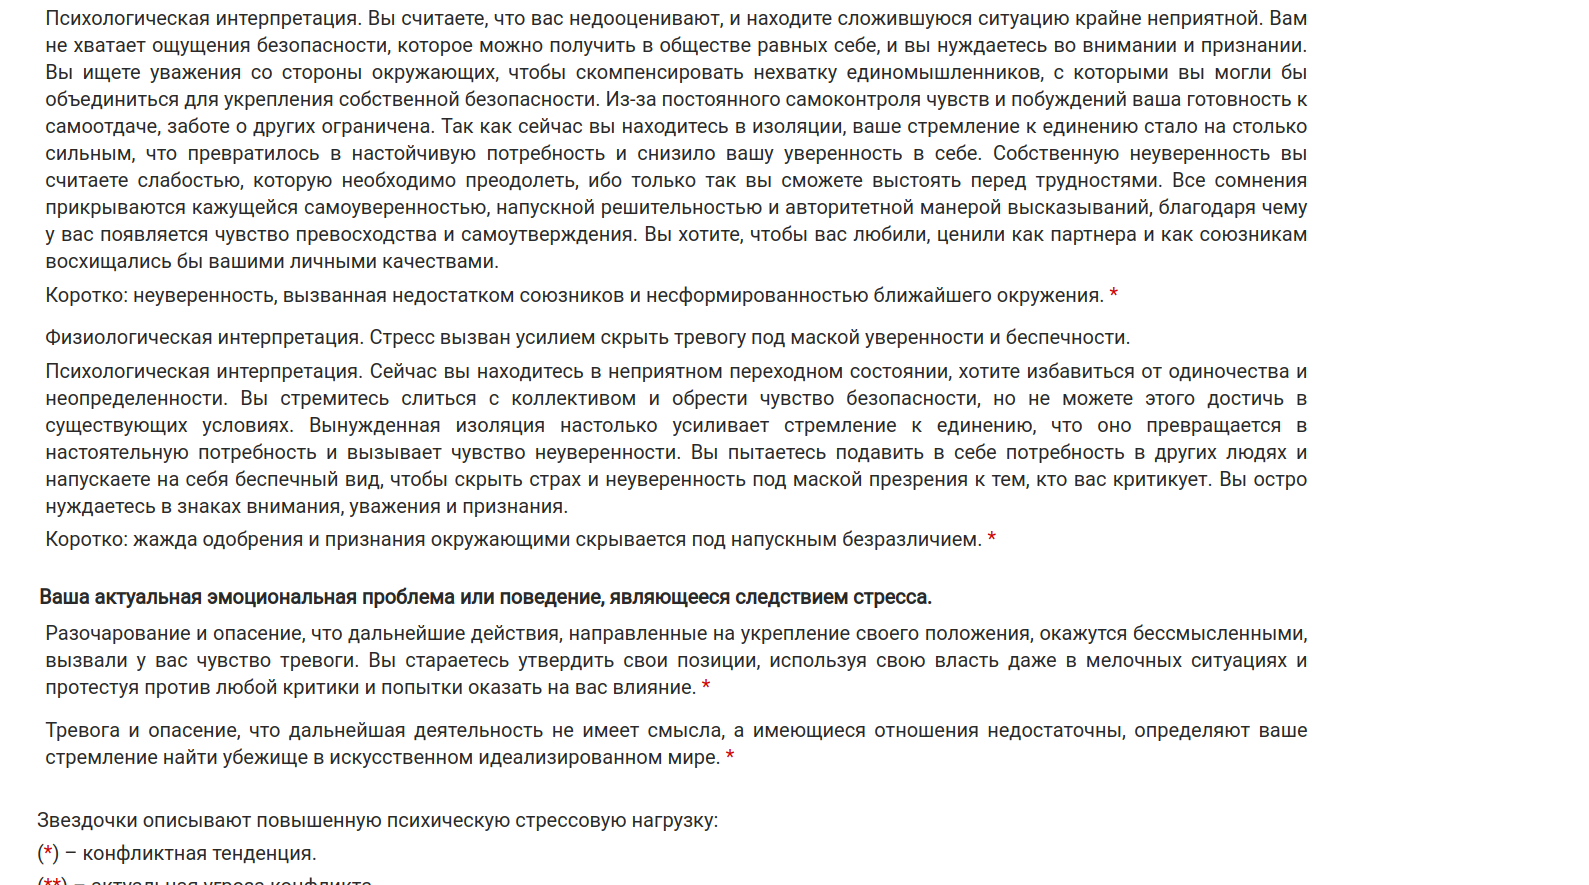 Психологическая интерпретация. Вы считаете, что вас недооценивают, и находите сложившуюся ситуацию крайне неприятной. Вам
не хватает ощущения безопасности, которое можно получить в обществе равных себе, и вы нуждаетесь во внимании и признании.
Вы ищете уважения со стороны окружающих, чтобы скомпенсировать нехватку единомышленников, с которыми вы могли бы
объединиться для укрепления собственной безопасности. Из-за постоянного самоконтроля чувств и побуждений ваша готовность к
самоотдаче, заботе о других ограничена. Так как сейчас вы находитесь в изоляции, ваше стремление к единению стало на столько
сильным, что превратилось в настойчивую потребность и снизило вашу уверенность в себе. Собственную неуверенность вы
считаете слабостью, которую необходимо преодолеть, ибо только так вы сможете выстоять перед трудностями. Все сомнения
прикрываются кажущейся самоуверенностью, напускной решительностью и авторитетной манерой высказываний, благодаря чему
у вас появляется чувство превосходства и самоутверждения. Вы хотите, чтобы вас любили, ценили как партнера и как союзникам
восхищались бы вашими личными качествами.
Коротко: неуверенность, вызванная недостатком союзников и несформированностью ближайшего окружения. *
Физиологическая интерпретация. Стресс вызван усилием скрыть тревогу под маской уверенности и беспечности.
Психологическая интерпретация. Сейчас вы находитесь в неприятном переходном состоянии, хотите избавиться от одиночества и
неопределенности. Вы стремитесь слиться с коллективом и обрести чувство безопасности, но не можете этого достичь в
существующих условиях. Вынужденная изоляция настолько усиливает стремление к единению, что оно превращается в
настоятельную потребность и вызывает чувство неуверенности. Вы пытаетесь подавить в себе потребность в других людях и
напускаете на себя беспечный вид, чтобы скрыть страх и неуверенность под маской презрения к тем, кто вас критикует. Вы остро
нуждаетесь в знаках внимания, уважения и признания.
Коротко: жажда одобрения и признания окружающими скрывается под напускным безразличием. *
Ваша актуальная эмоциональная проблема или поведение, являющееся следствием стресса.
Разочарование и опасение, что дальнейшие действия, направленные на укрепление своего положения, окажутся бессмысленными,
вызвали у вас чувство тревоги. Вы стараетесь утвердить свои позиции, используя свою власть даже в мелочных ситуациях и
протестуя против любой критики и попытки оказать на вас влияние. *
Тревога и опасение, что дальнейшая деятельность не имеет смысла, а имеющиеся отношения недостаточны, определяют ваше
стремление найти убежище в искусственном идеализированном мире. *
Звездочки описывают повышенную психическую стрессовую нагрузку:
(*) – конфликтная тенденция.
(**) – актуальная угроза конфликта.